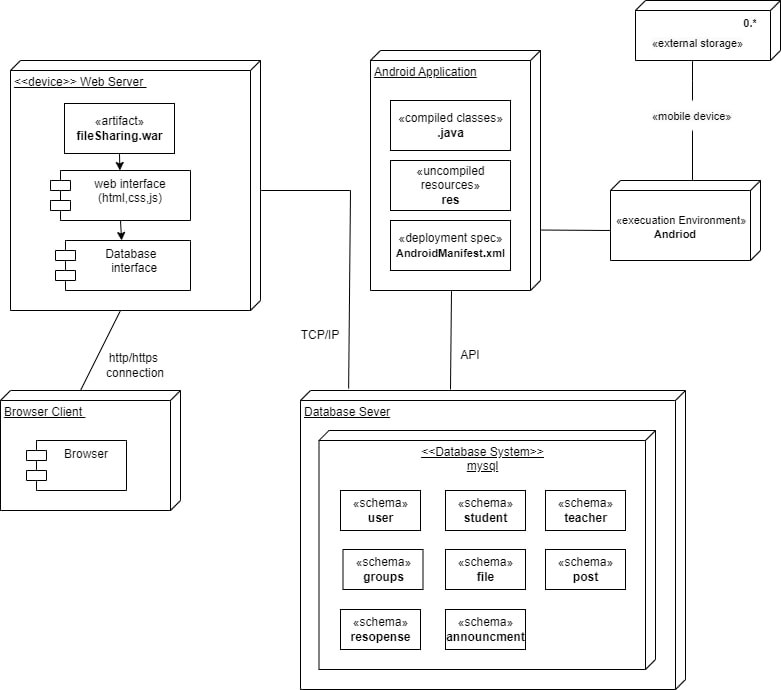 0.*
«external storage»
«mobile device»
«execuation Environment»
Andriod
<<device>> Web Server
«artifact»
fileSharing.war
web interface
(html,css,js)
Database
interface
Android Application
«compiled classes»
.java
«uncompiled
resources»
res
«deployment spec»
AndroidManifest.xml
TCP/IP
API
http/https
connection
Browser Client
Browser
Database Sever
<<Database System>>
mysql
«schema»
user
«schema»
student
«schema»
teacher
«schema»
groups
«schema»
file
«schema»
post
«schema»
resopense
«schema»
announcment